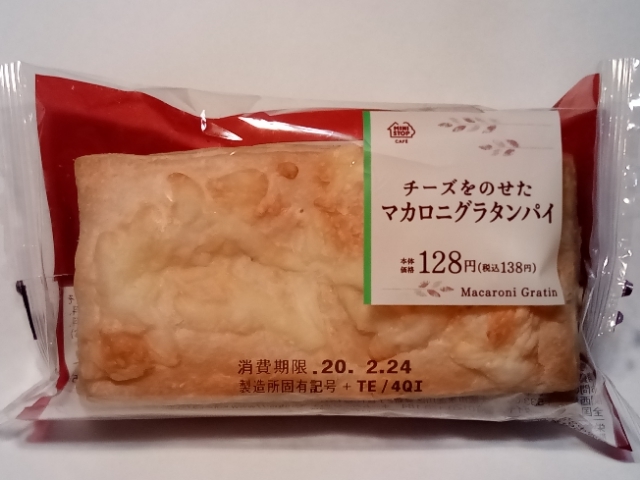 MINI
STOP
CAFÉ
チーズをのせた
マカロニグラタンパイ
本体
価格 128円(税込138円)
Macaroni Gratin
消費期限 .20. 2.24
製造所固有記号 + TE/4QI